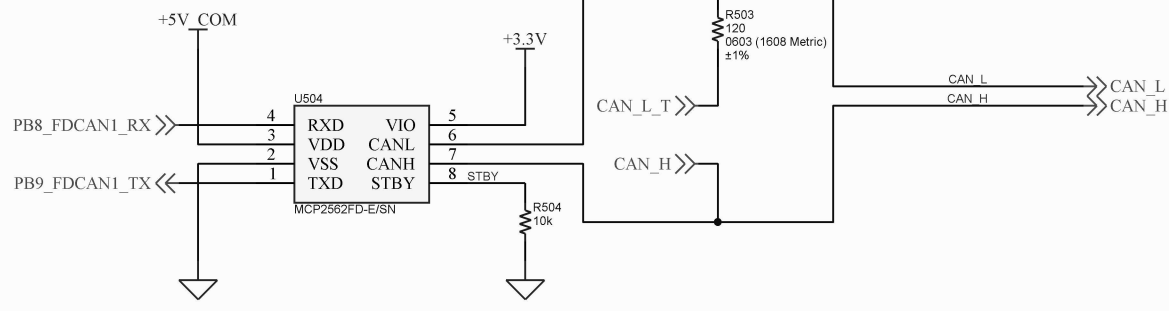 +5V_COM
+3.3V
R503
120
0603 (1608 Metric)
±1%
CAN_L_T
CAN_L
CAN_L
CAN_H
CAN_H
U504
PB8_FDCAN1_RX
4
RXD
VIO
5
3
VDD
CANL
6
2
VSS
CANH
7
CAN_H
PB9_FDCAN1_TX
1
TXD
STBY
8
STBY
MCP2562FD-E/SN
R504
10k